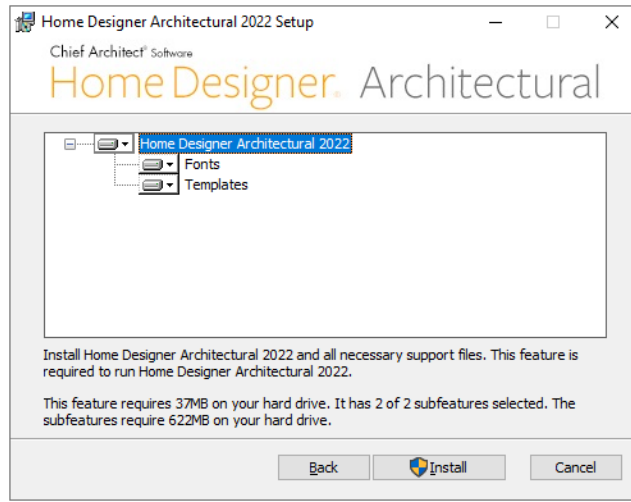 Home Designer Architectural 2022 Setup
Chief Architect® Software
Home Designer® Architectural
Home Designer Architectural 2022
Fonts
Templates
Install Home Designer Architectural 2022 and all necessary support files. This feature is
required to run Home Designer Architectural 2022.
This feature requires 37MB on your hard drive. It has 2 of 2 subfeatures selected. The
subfeatures require 622MB on your hard drive.
Back Install Cancel